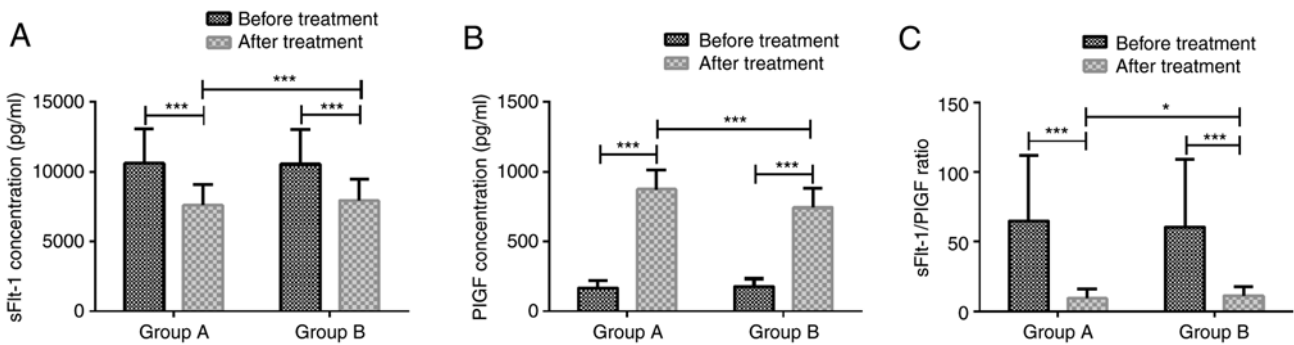 A
Before treatment
After treatment
sFlt-1 concentration (pg/ml)
15000
10000
5000
0
***
***
***
Group A
Group B
B
Before treatment
After treatment
PIGF concentration (pg/ml)
1500
1000
500
0
***
***
***
Group A
Group B
C
Before treatment
After treatment
sFlt-1/PIGF ratio
150
100
50
0
*
***
***
Group A
Group B